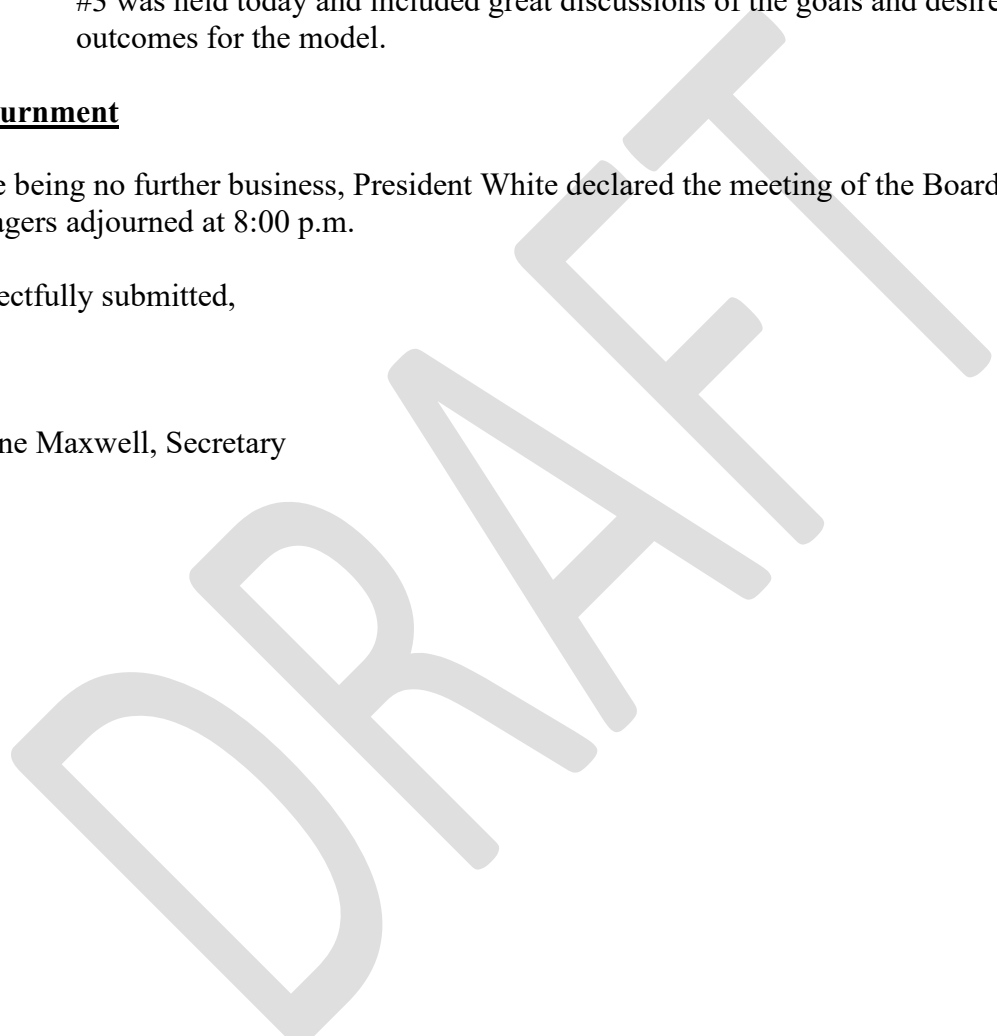 #3 was held today and included great discussions of the goals and desire
outcomes for the model.
urnment
e being no further business, President White declared the meeting of the Board
agers adjourned at 8:00 p.m.
ectfully submitted,
ne Maxwell, Secretary
DRAFT